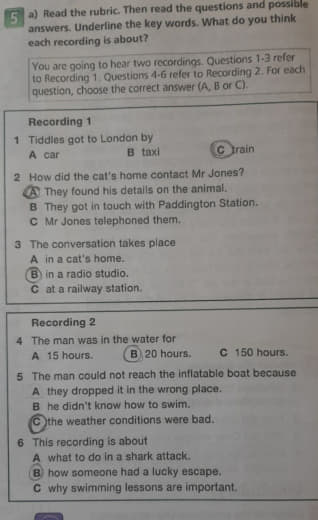 5 a) Read the rubric. Then read the questions and possible
answers. Underline the key words. What do you think
each recording is about?
You are going to hear two recordings. Questions 1-3 refer
to Recording 1. Questions 4-6 refer to Recording 2. For each
question, choose the correct answer (A, B or C).
Recording 1
1 Tiddles got to London by
A car B taxi C train
2 How did the cat's home contact Mr Jones?
A They found his details on the animal.
B They got in touch with Paddington Station.
C Mr Jones telephoned them.
3 The conversation takes place
A in a cat's home.
B in a radio studio.
C at a railway station.
Recording 2
4 The man was in the water for
A 15 hours. B 20 hours. C 150 hours.
5 The man could not reach the inflatable boat because
A they dropped it in the wrong place.
B he didn't know how to swim.
C the weather conditions were bad.
6 This recording is about
A what to do in a shark attack.
B how someone had a lucky escape.
C why swimming lessons are important.